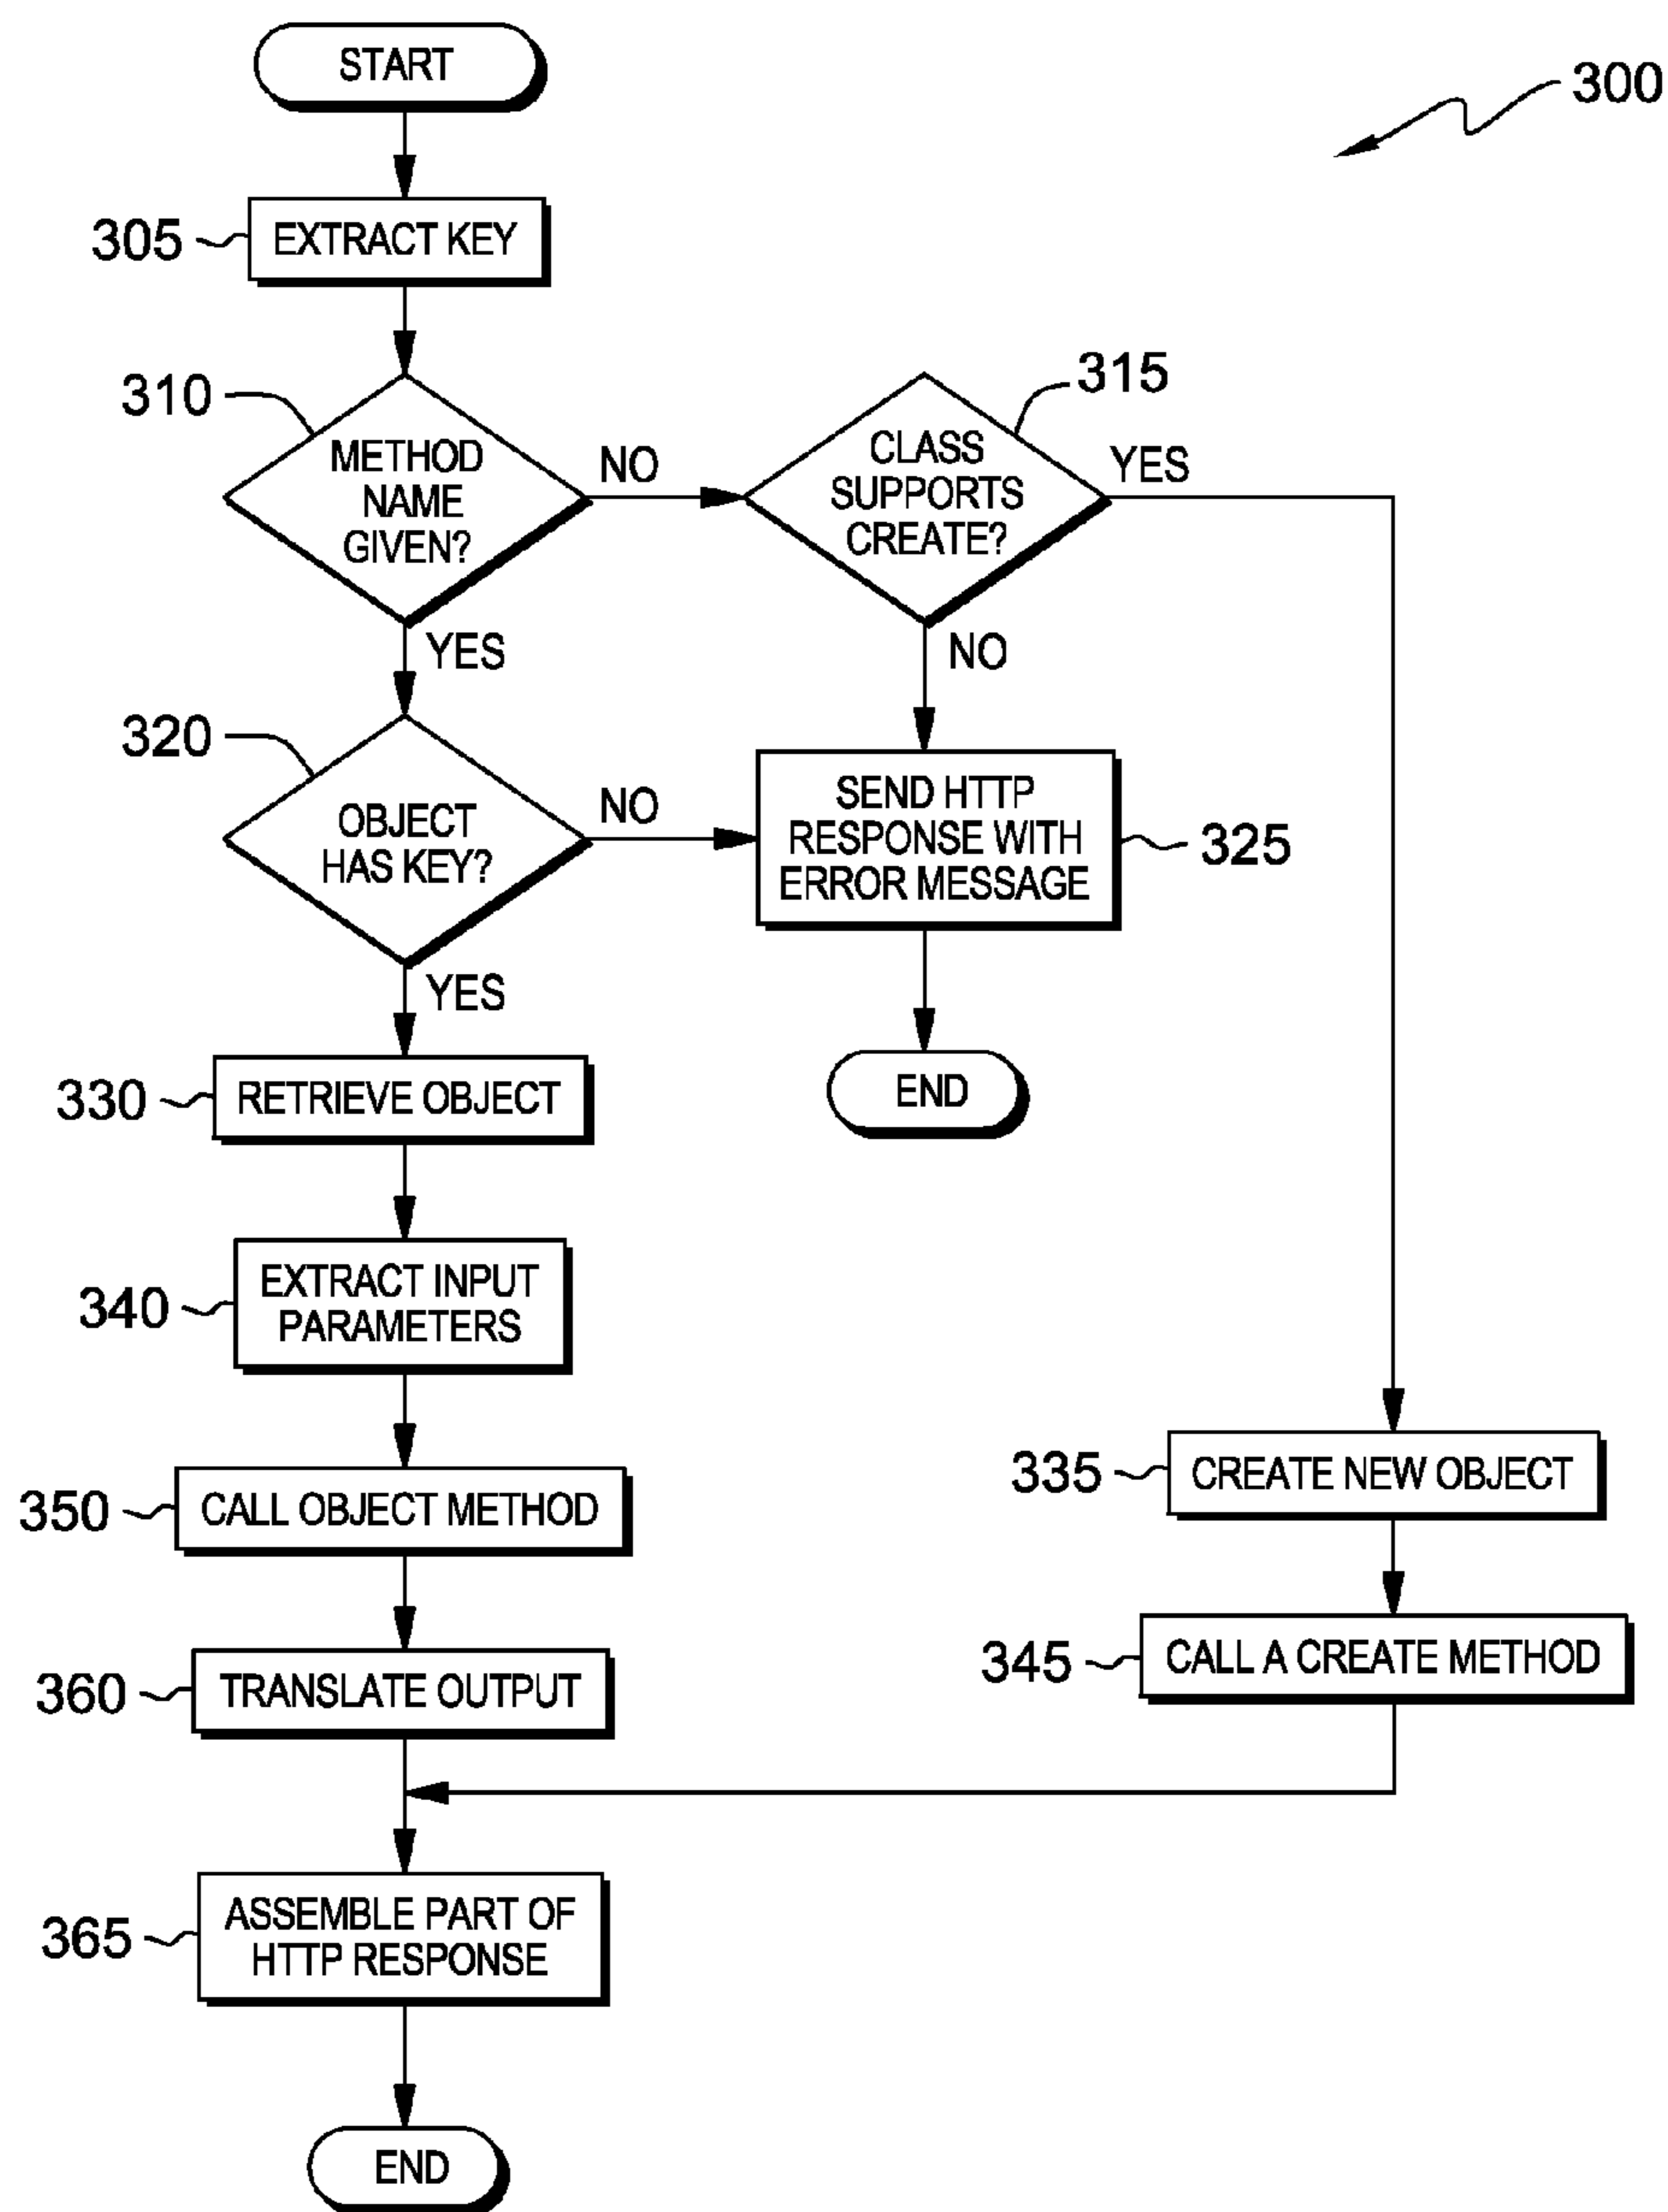 START
300
305
EXTRACT KEY
310
METHOD
NAME
GIVEN?
NO
315
CLASS
SUPPORTS
CREATE?
YES
YES
NO
320
OBJECT
HAS KEY?
NO
SEND HTTP
RESPONSE WITH
ERROR MESSAGE
325
YES
END
330
RETRIEVE OBJECT
340
EXTRACT INPUT
PARAMETERS
335
CREATE NEW OBJECT
350
CALL OBJECT METHOD
345
CALL A CREATE METHOD
360
TRANSLATE OUTPUT
365
ASSEMBLE PART OF
HTTP RESPONSE
END